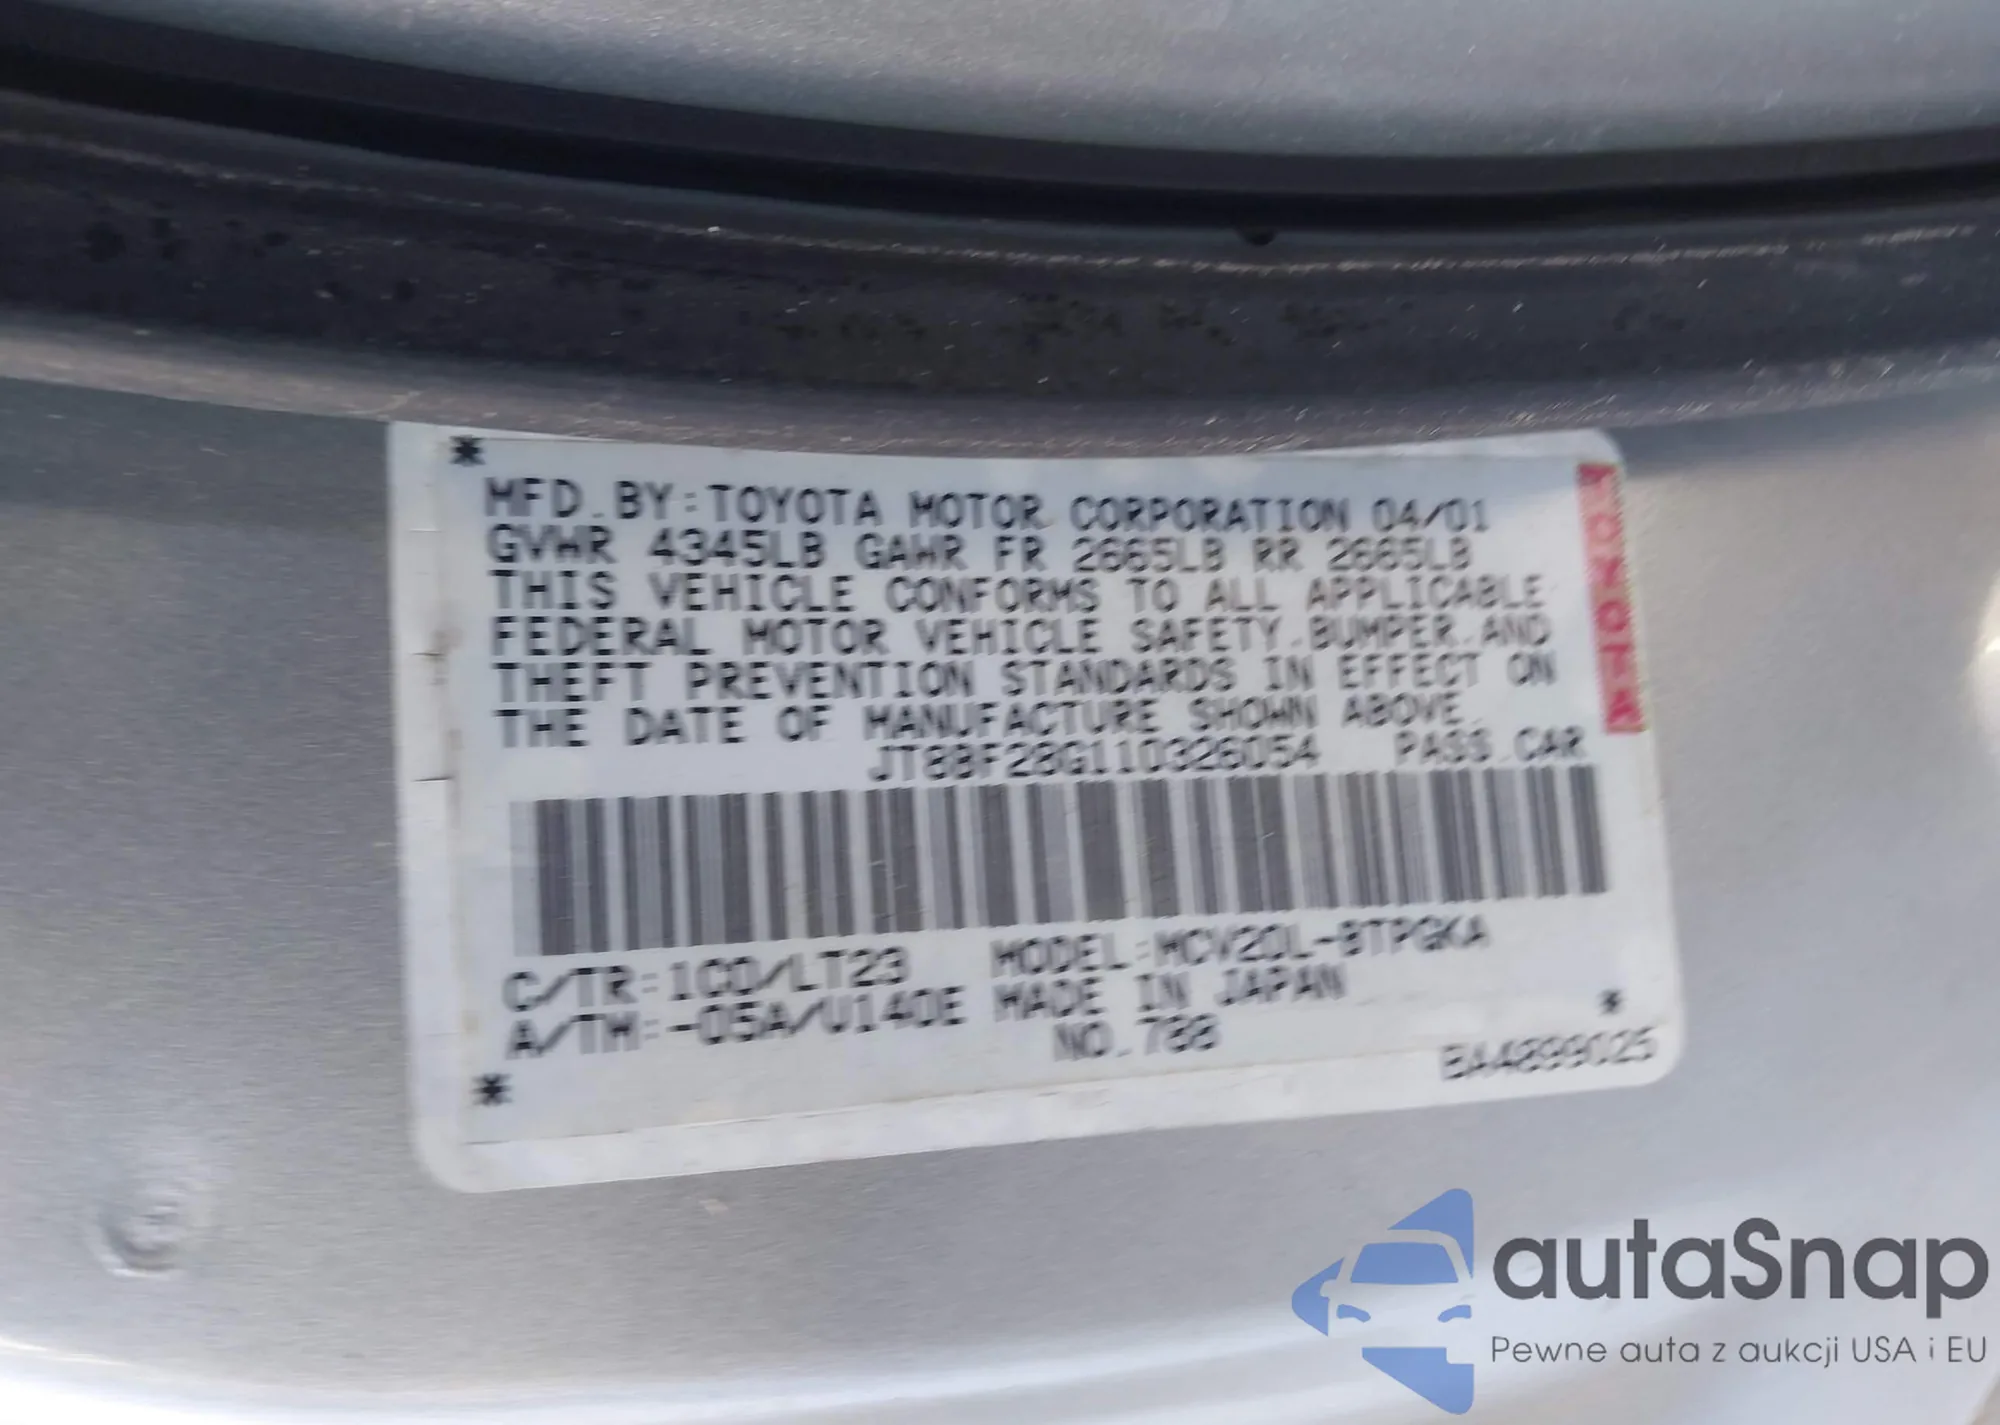 MFD.BY:TOYOTA MOTOR CORPORATION 04/01
GVWR 4345LB GAWR FR 2665LB RR 2665LB
THIS VEHICLE CONFORMS TO ALL APPLICABLE
FEDERAL MOTOR VEHICLE SAFETY.BUMPER.AND
THEFT PREVENTION STANDARDS IN EFFECT ON
THE DATE OF MANUFACTURE SHOWN ABOVE.
JT8BF28G110326054 PASS.CAR
C/TR:1C0/LT23 MODEL:MCV20L-BTPGKA
A/TM:-05A/U140E MADE IN JAPAN
NO.788
BA4899025
TOYOTA
autaSnap
Pewne auta z aukcji USA i EU